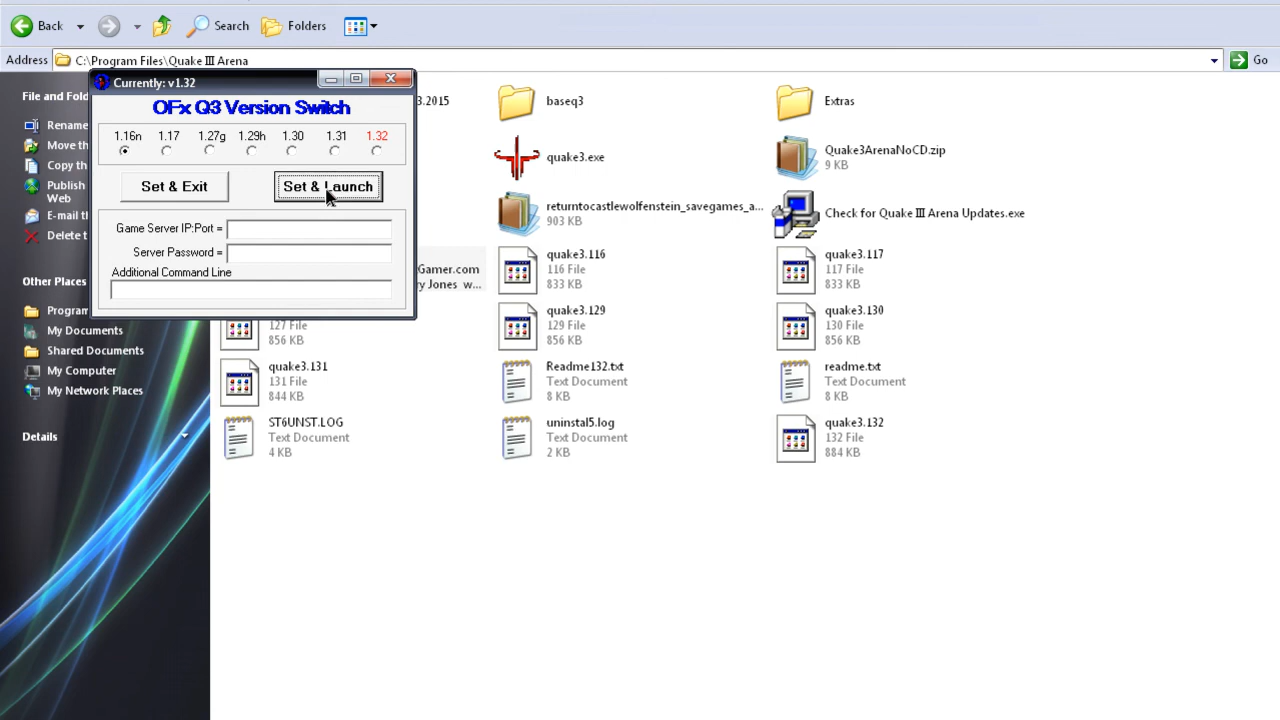 Back
Search
Folders
Address
C:\Program Files\Quake III Arena
Go
Currently: v1.32
OFx Q3 Version Switch
1.16n 1.17 1.27g 1.29h 1.30 1.31 1.32
Set & Exit
Set & Launch
Game Server IP:Port =
Server Password =
Additional Command Line
File and Fold
Rename
Move th
Copy th
Publish
Web
E-mail t
Delete t
Other Places
Program
My Documents
Shared Documents
My Computer
My Network Places
Details
3.2015
baseq3
Extras
quake3.exe
Quake3ArenaNoCD.zip
9 KB
returntocastlewolfenstein_savegames_a...
903 KB
Check for Quake III Arena Updates.exe
Gamer.com
ry Jones w...
quake3.116
116 File
833 KB
quake3.117
117 File
833 KB
127 File
856 KB
quake3.129
129 File
856 KB
quake3.130
130 File
856 KB
quake3.131
131 File
844 KB
Readme132.txt
Text Document
8 KB
readme.txt
Text Document
8 KB
ST6UNST.LOG
Text Document
4 KB
uninstal5.log
Text Document
2 KB
quake3.132
132 File
884 KB